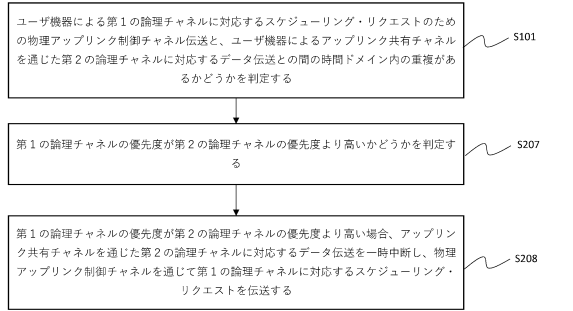 ユーザ機器による第１の論理チャネルに対応するスケジューリング・リクエストのため
の物理アップリンク制御チャネル伝送と、ユーザ機器によるアップリンク共有チャネル
を通じた第２の論理チャネルに対応するデータ伝送との間の時間ドメイン内の重複があ
るかどうかを判定する
S101
第１の論理チャネルの優先度が第２の論理チャネルの優先度より高いかどうかを判定す
る
S207
第１の論理チャネルの優先度が第２の論理チャネルの優先度より高い場合、アップリン
ク共有チャネルを通じた第２の論理チャネルに対応するデータ伝送を一時中断し、物理
アップリンク制御チャネルを通じて第１の論理チャネルに対応するスケジューリング・
リクエストを伝送する
S208